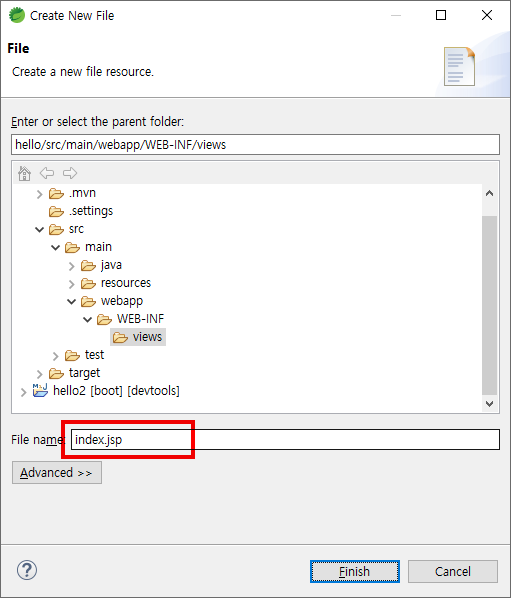 Create New File
File
Create a new file resource.
Enter or select the parent folder:
hello/src/main/webapp/WEB-INF/views
.mvn
.settings
src
main
java
resources
webapp
WEB-INF
views
test
target
hello2 [boot] [devtools]
File name: index.jsp
Advanced >>
?
Finish
Cancel